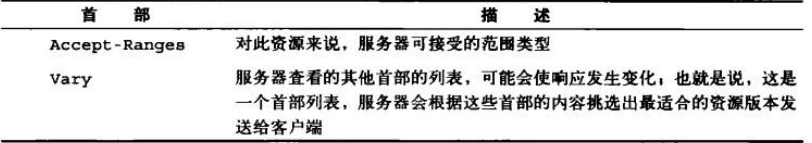 首 部 描 述
Accept-Ranges 对此资源来说，服务器可接受的范围类型
Vary 服务器查看的其他首部的列表，可能会使响应发生变化；也就是说，这是
一个首部列表，服务器会根据这些首部的内容挑选出最适合的资源版本发
送给客户端